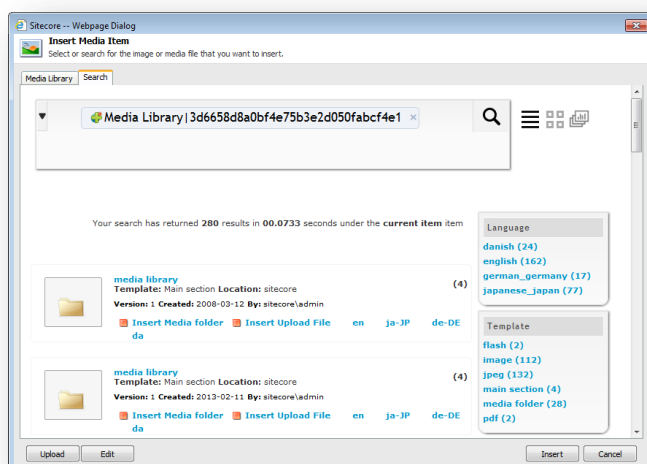 Sitecore -- Webpage Dialog
Insert Media Item
Select or search for the image or media file that you want to insert.
Media Library
Search
Media Library|3d6658d8a0bf4e75b3e2d050fabcf4e1 ×
Your search has returned 280 results in 00.0733 seconds under the current item item
media library
(4)
Template: Main section Location: sitecore
Version: 1 Created: 2008-03-12 By: sitecore\admin
Insert Media folder Insert Upload File en ja-JP de-DE
da
media library
(4)
Template: Main section Location: sitecore
Version: 1 Created: 2013-02-11 By: sitecore\admin
Insert Media folder Insert Upload File en ja-JP de-DE
da
Language
danish (24)
english (162)
german_germany (17)
japanese_japan (77)
Template
flash (2)
image (112)
jpeg (132)
main section (4)
media folder (28)
pdf (2)
Upload
Edit
Insert
Cancel